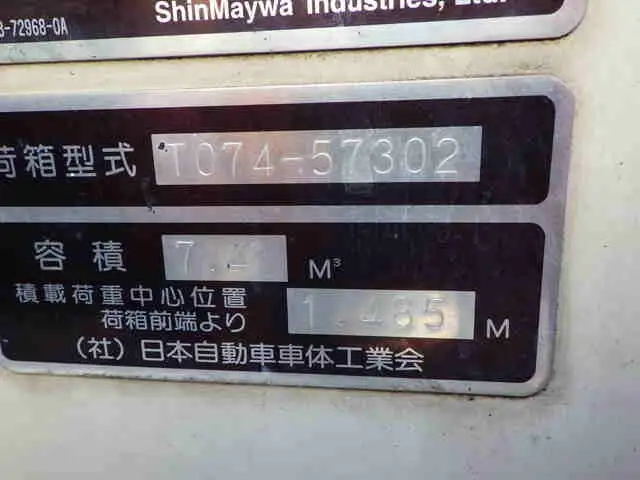 ShinMaywa Industries, Ltd.
3-72968-0A
荷箱型式 T074-57302
容積 M³
積載荷重中心位置
荷箱前端より 1.485 M
(社)日本自動車車体工業会